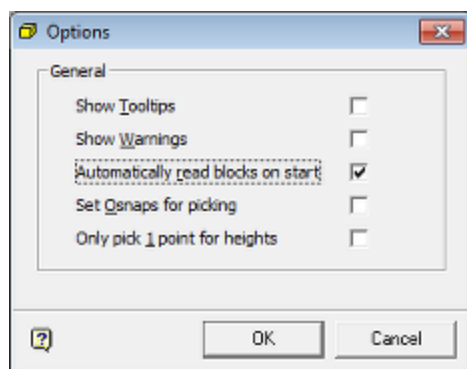 Options
General
Show Tooltips
Show Warnings
Automatically read blocks on start
Set Osnaps for picking
Only pick 1 point for heights
OK
Cancel